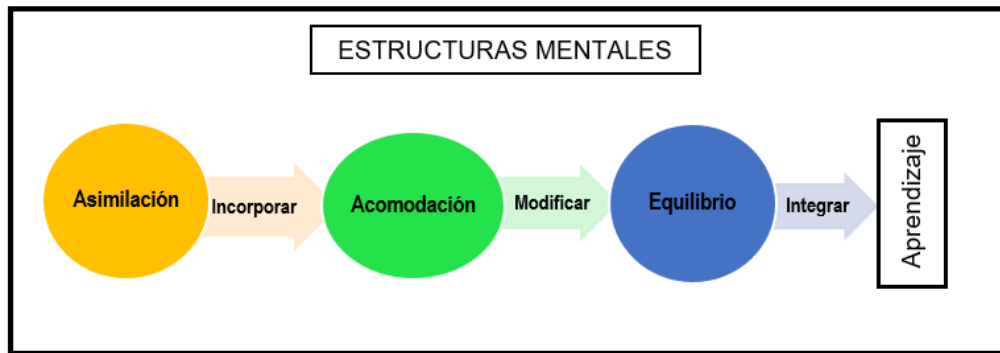 ESTRUCTURAS MENTALES
Asimilación
Incorporar
Acomodación
Modificar
Equilibrio
Integrar
Aprendizaje